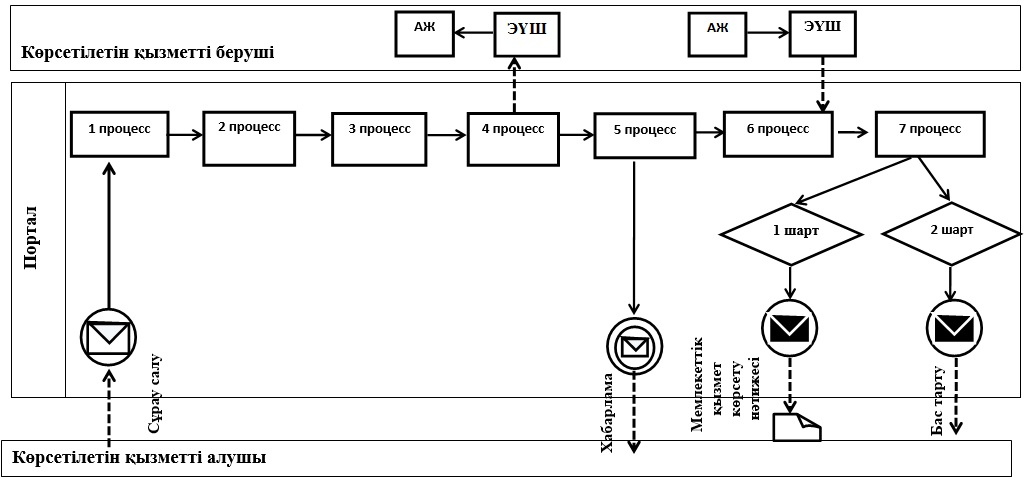 АЖ
ЭҮШ
АЖ
ЭҮШ
Көрсетілетін қызметті беруші
1 процесс
2 процесс
3 процесс
4 процесс
5 процесс
6 процесс
7 процесс
Портал
1 шарт
2 шарт
Сұрау салу
Хабарлама
Мемлекеттік
қызмет
көрсету
нәтижесі
Бас тарту
Көрсетілетін қызметті алушы